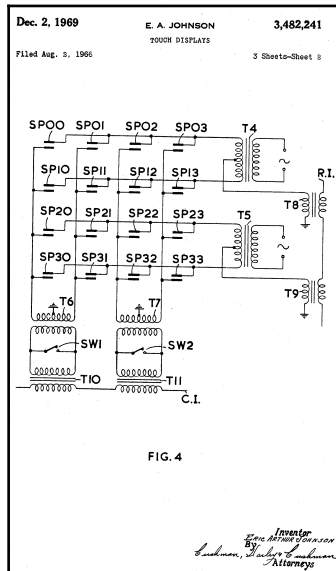 Dec. 2, 1969 E. A. JOHNSON 3,482,241
TOUCH DISPLAYS
Filed Aug. 2, 1966 3 Sheets-Sheet 2
SP00 SP01 SP02 SP03 T4
SP10 SP11 SP12 SP13 R.I.
T8
SP20 SP21 SP22 SP23 T5
SP30 SP31 SP32 SP33
T9
T6 T7
SW1 SW2
T10 T11
C.I.
FIG. 4
Inventor
ERIC ARTHUR JOHNSON
By
Cushman, Darby & Cushman
Attorneys